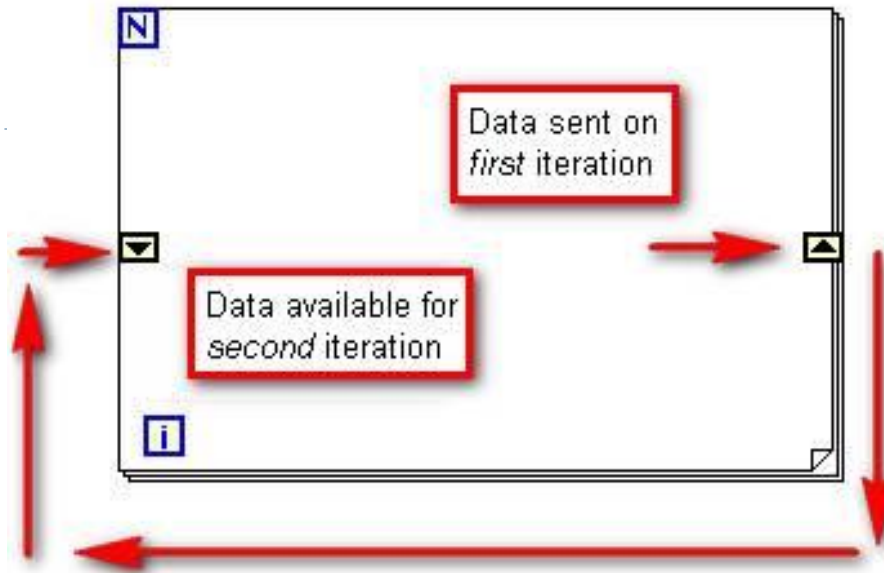 N
Data sent on
first iteration
Data available for
second iteration
i